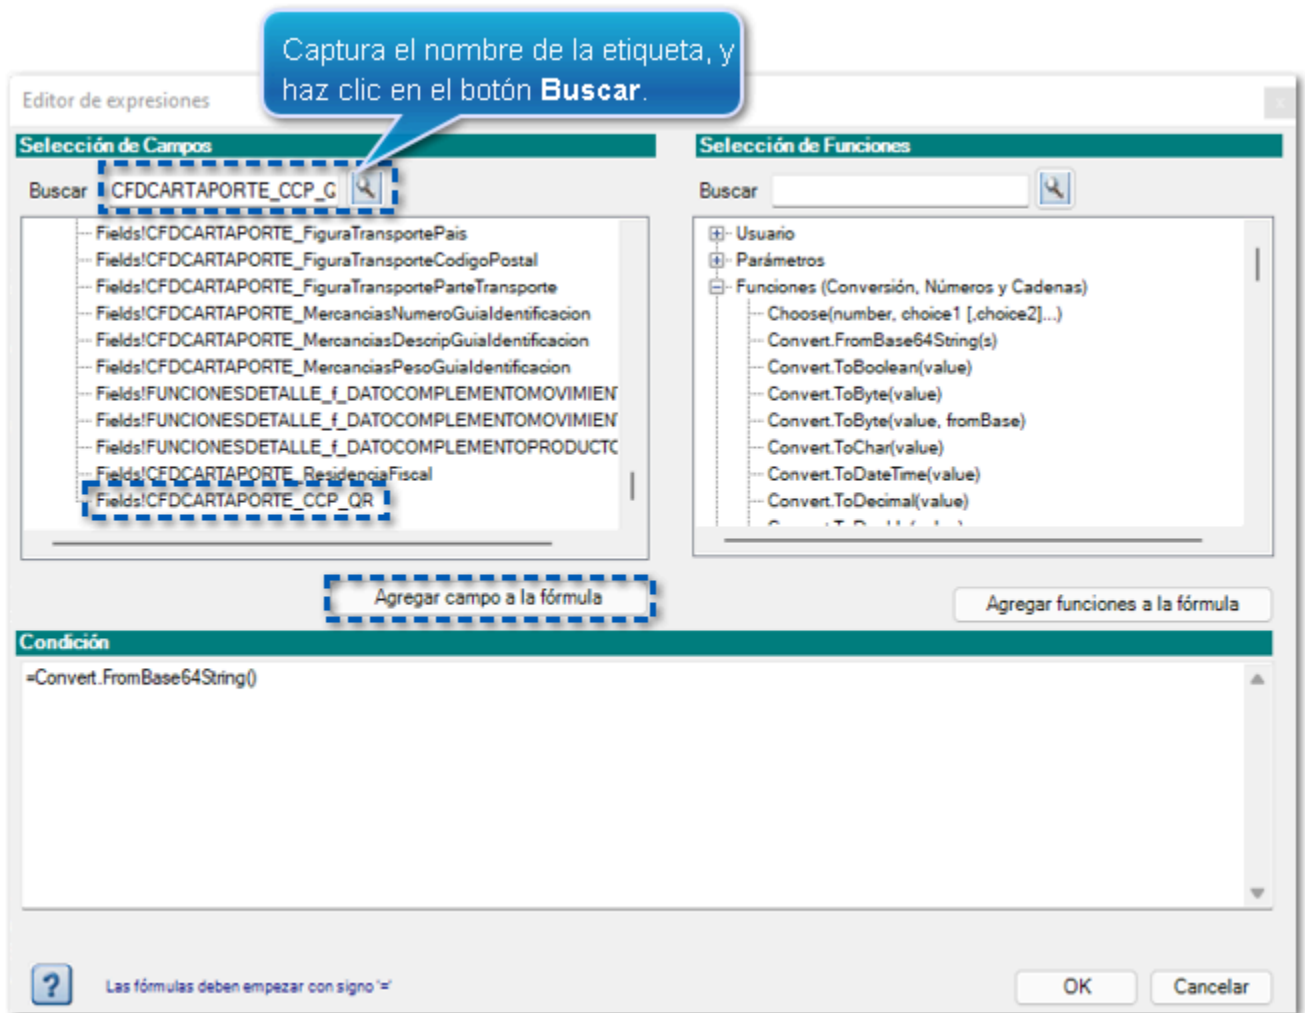 Captura el nombre de la etiqueta, y
haz clic en el botón Buscar.
Editor de expresiones
x
Selección de Campos
Buscar CFDCARTAPORTE_CCP_Q
Fields!CFDCARTAPORTE_FiguraTransportePais
Fields!CFDCARTAPORTE_FiguraTransporteCodigoPostal
Fields!CFDCARTAPORTE_FiguraTransporteParteTransporte
Fields!CFDCARTAPORTE_MercanciasNumeroGuiaIdentificacion
Fields!CFDCARTAPORTE_MercanciasDescripGuiaIdentificacion
Fields!CFDCARTAPORTE_MercanciasPesoGuiaIdentificacion
Fields!FUNCIONESDETALLE_f_DATOCOMPLEMENTOMOVIMIEN
Fields!FUNCIONESDETALLE_f_DATOCOMPLEMENTOMOVIMIEN
Fields!FUNCIONESDETALLE_f_DATOCOMPLEMENTOPRODUCTO
Fields!CFDCARTAPORTE_ResidenciaFiscal
Fields!CFDCARTAPORTE_CCP_QR
Agregar campo a la fórmula
Selección de Funciones
Buscar
Usuario
Parámetros
Funciones (Conversión, Números y Cadenas)
Choose(number, choice1 [,choice2]...)
Convert.FromBase64String(s)
Convert.ToBoolean(value)
Convert.ToByte(value)
Convert.ToByte(value, fromBase)
Convert.ToChar(value)
Convert.ToDateTime(value)
Convert.ToDecimal(value)
Agregar funciones a la fórmula
Condición
=Convert.FromBase64String()
?
Las fórmulas deben empezar con signo '='
OK
Cancelar